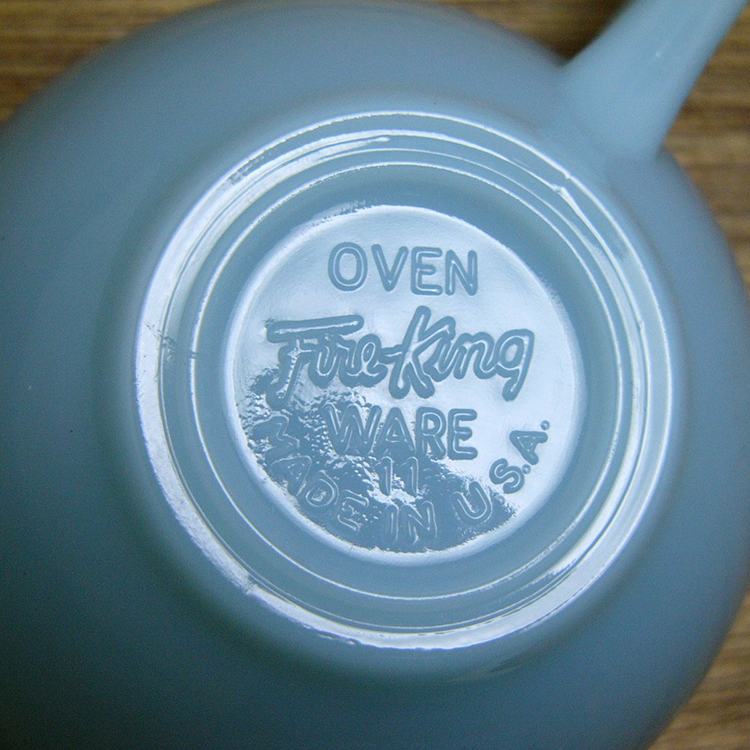 OVEN
Fire-King
WARE
11
MADE IN U.S.A.